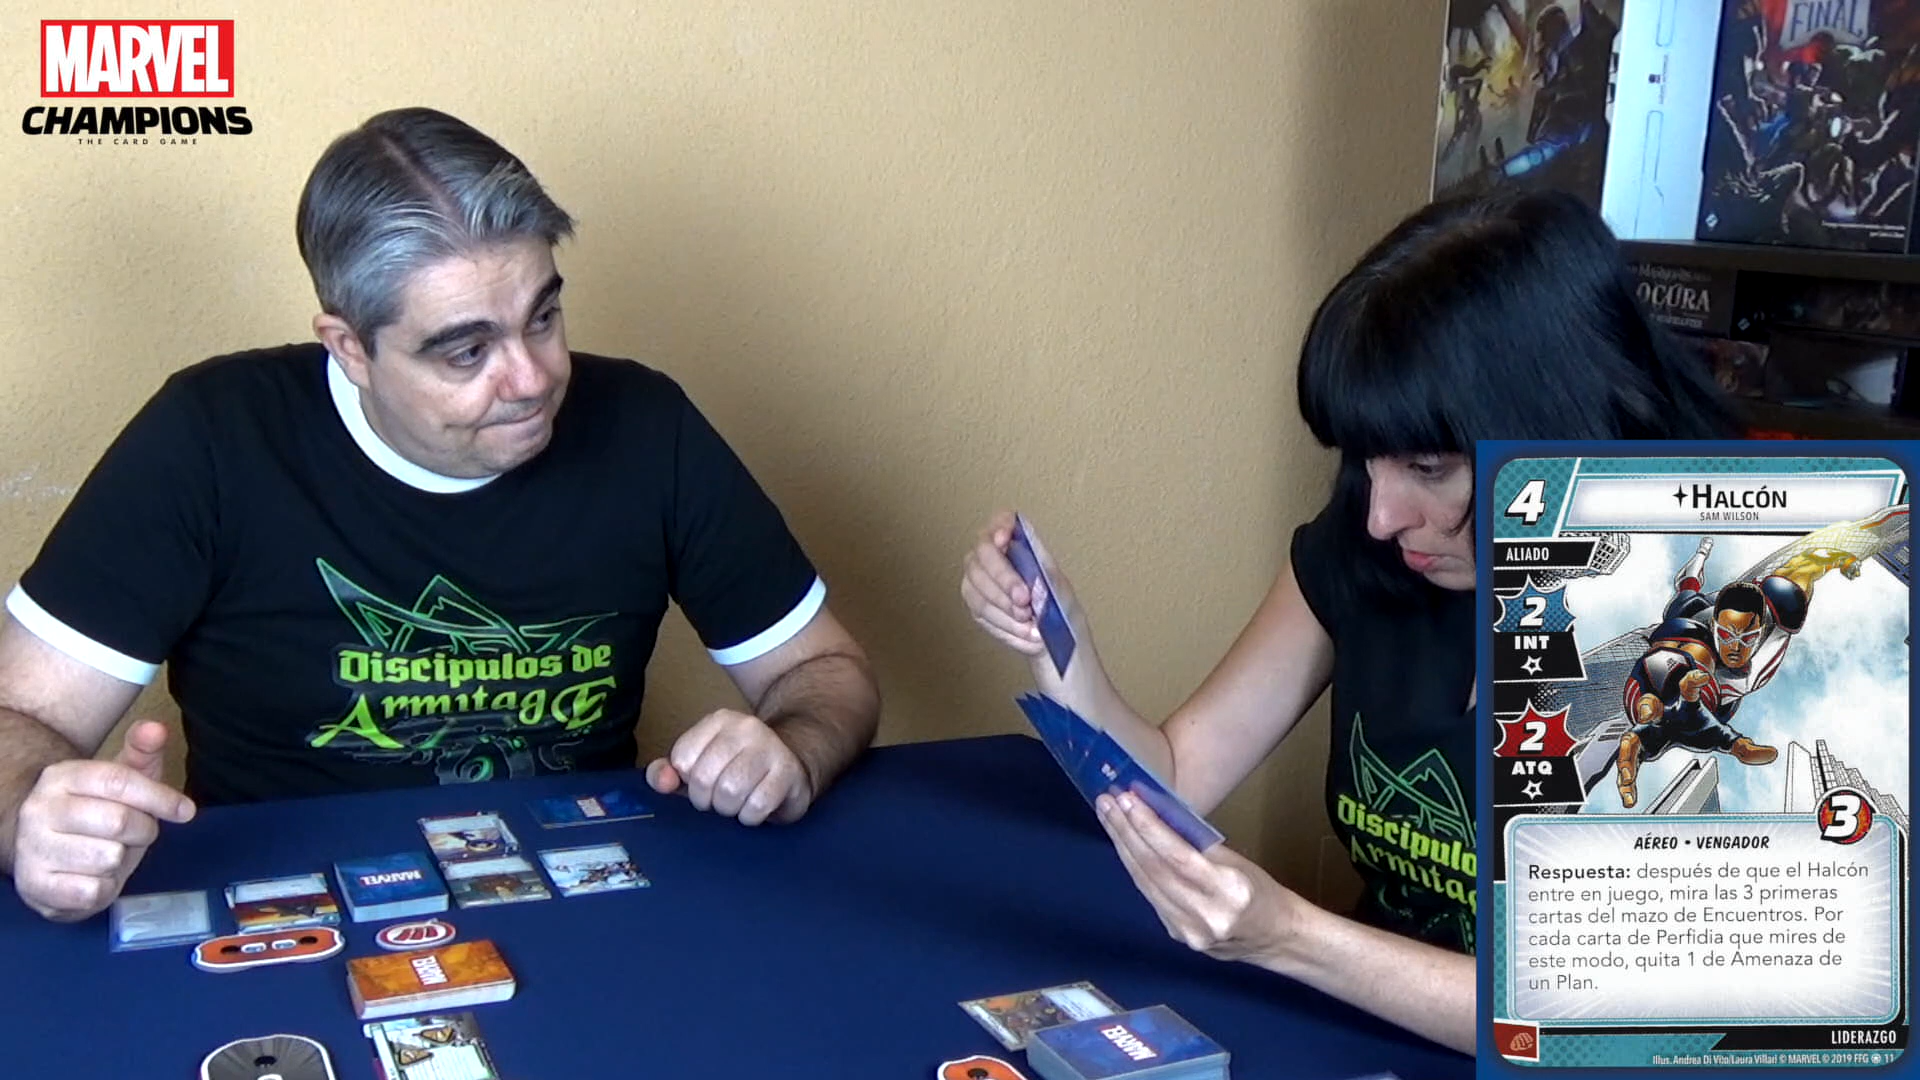 MARVEL
CHAMPIONS
THE CARD GAME
FINAL
LOCURA
Discípulos de
Armitage
MARVEL
MARVEL
MARVEL
4
HALCÓN
SAM WILSON
ALIADO
2
INT
2
ATQ
3
AÉREO • VENGADOR
Respuesta: después de que el Halcón
entre en juego, mira las 3 primeras
cartas del mazo de Encuentros. Por
cada carta de Perfidia que mires de
este modo, quita 1 de Amenaza de
un Plan.
LIDERAZGO
Illus. Andrea Di Vito/Laura Villari © MARVEL © 2019 FFG 11